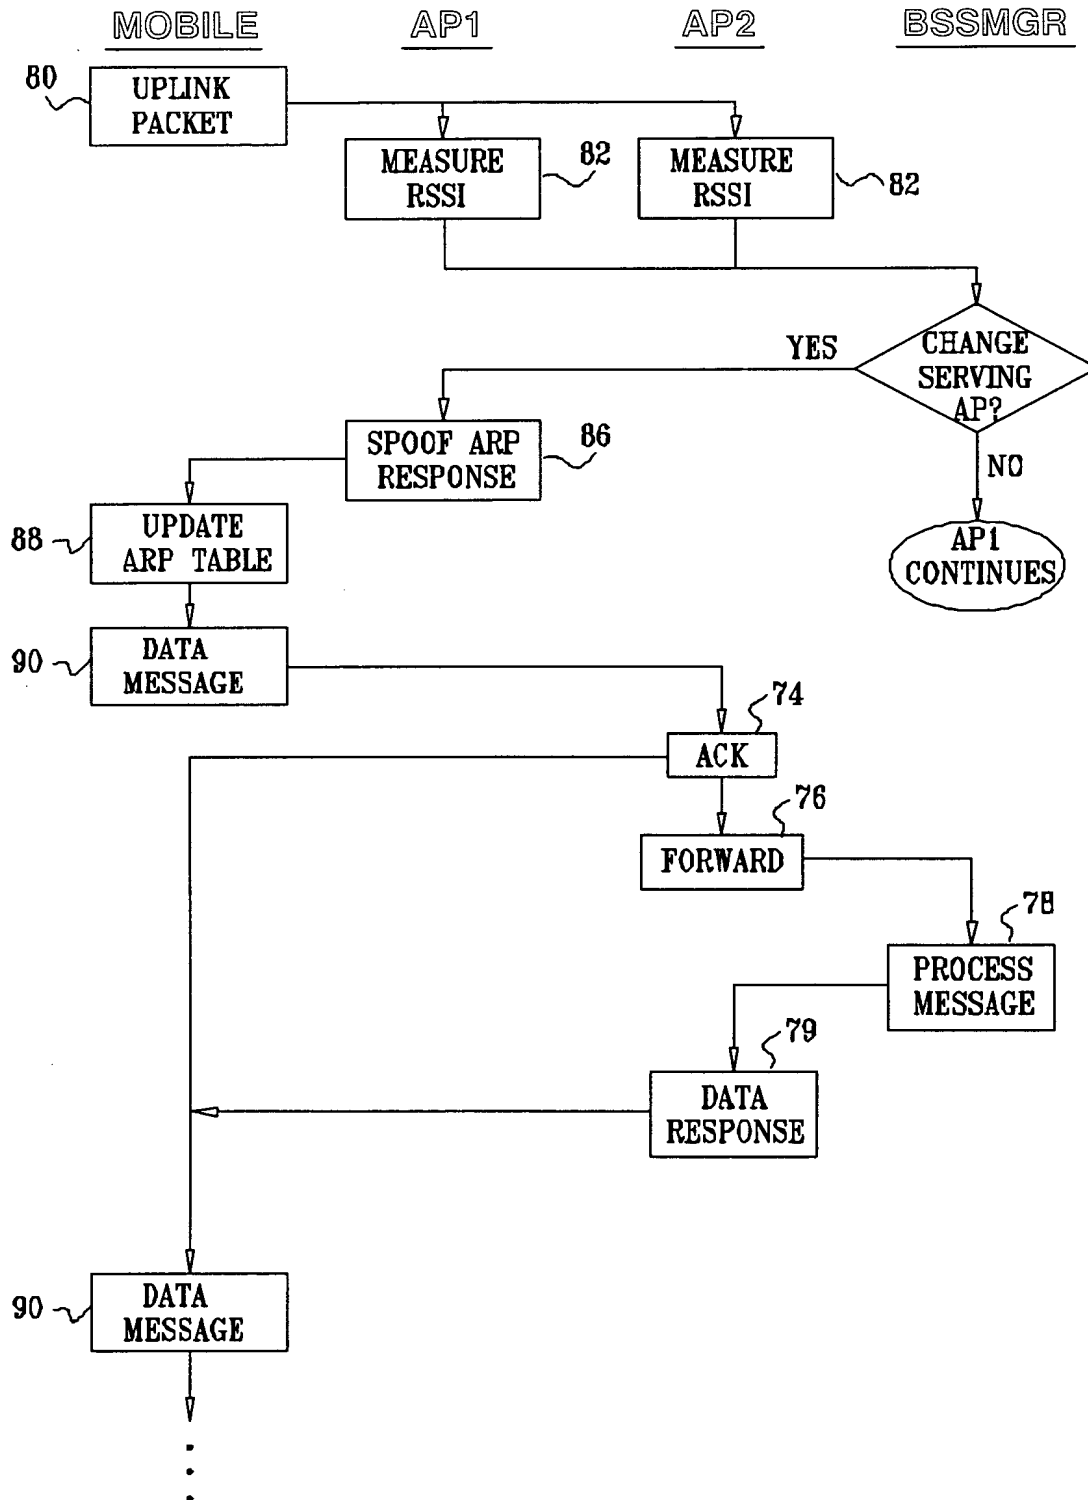 MOBILE AP1 AP2 BSSMGR
80
UPLINK
PACKET
MEASURE
RSSI
82
MEASURE
RSSI
82
CHANGE
SERVING
AP?
YES
NO
AP1
CONTINUES
SPOOF ARP
RESPONSE
86
88
UPDATE
ARP TABLE
90
DATA
MESSAGE
74
ACK
76
FORWARD
78
PROCESS
MESSAGE
79
DATA
RESPONSE
90
DATA
MESSAGE